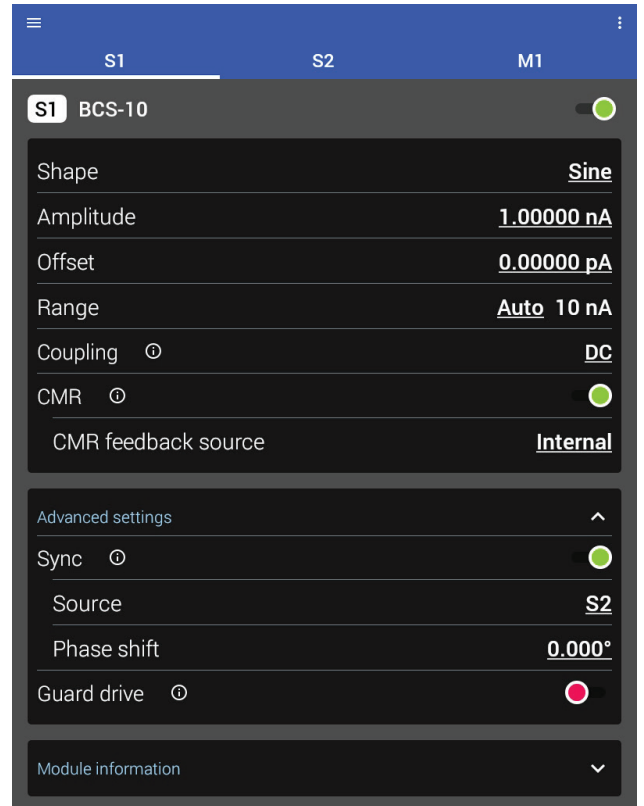 S1 S2 M1
S1 BCS-10
Shape Sine
Amplitude 1.00000 nA
Offset 0.00000 pA
Range Auto 10 nA
Coupling DC
CMR
CMR feedback source Internal
Advanced settings
Sync
Source S2
Phase shift 0.000°
Guard drive
Module information